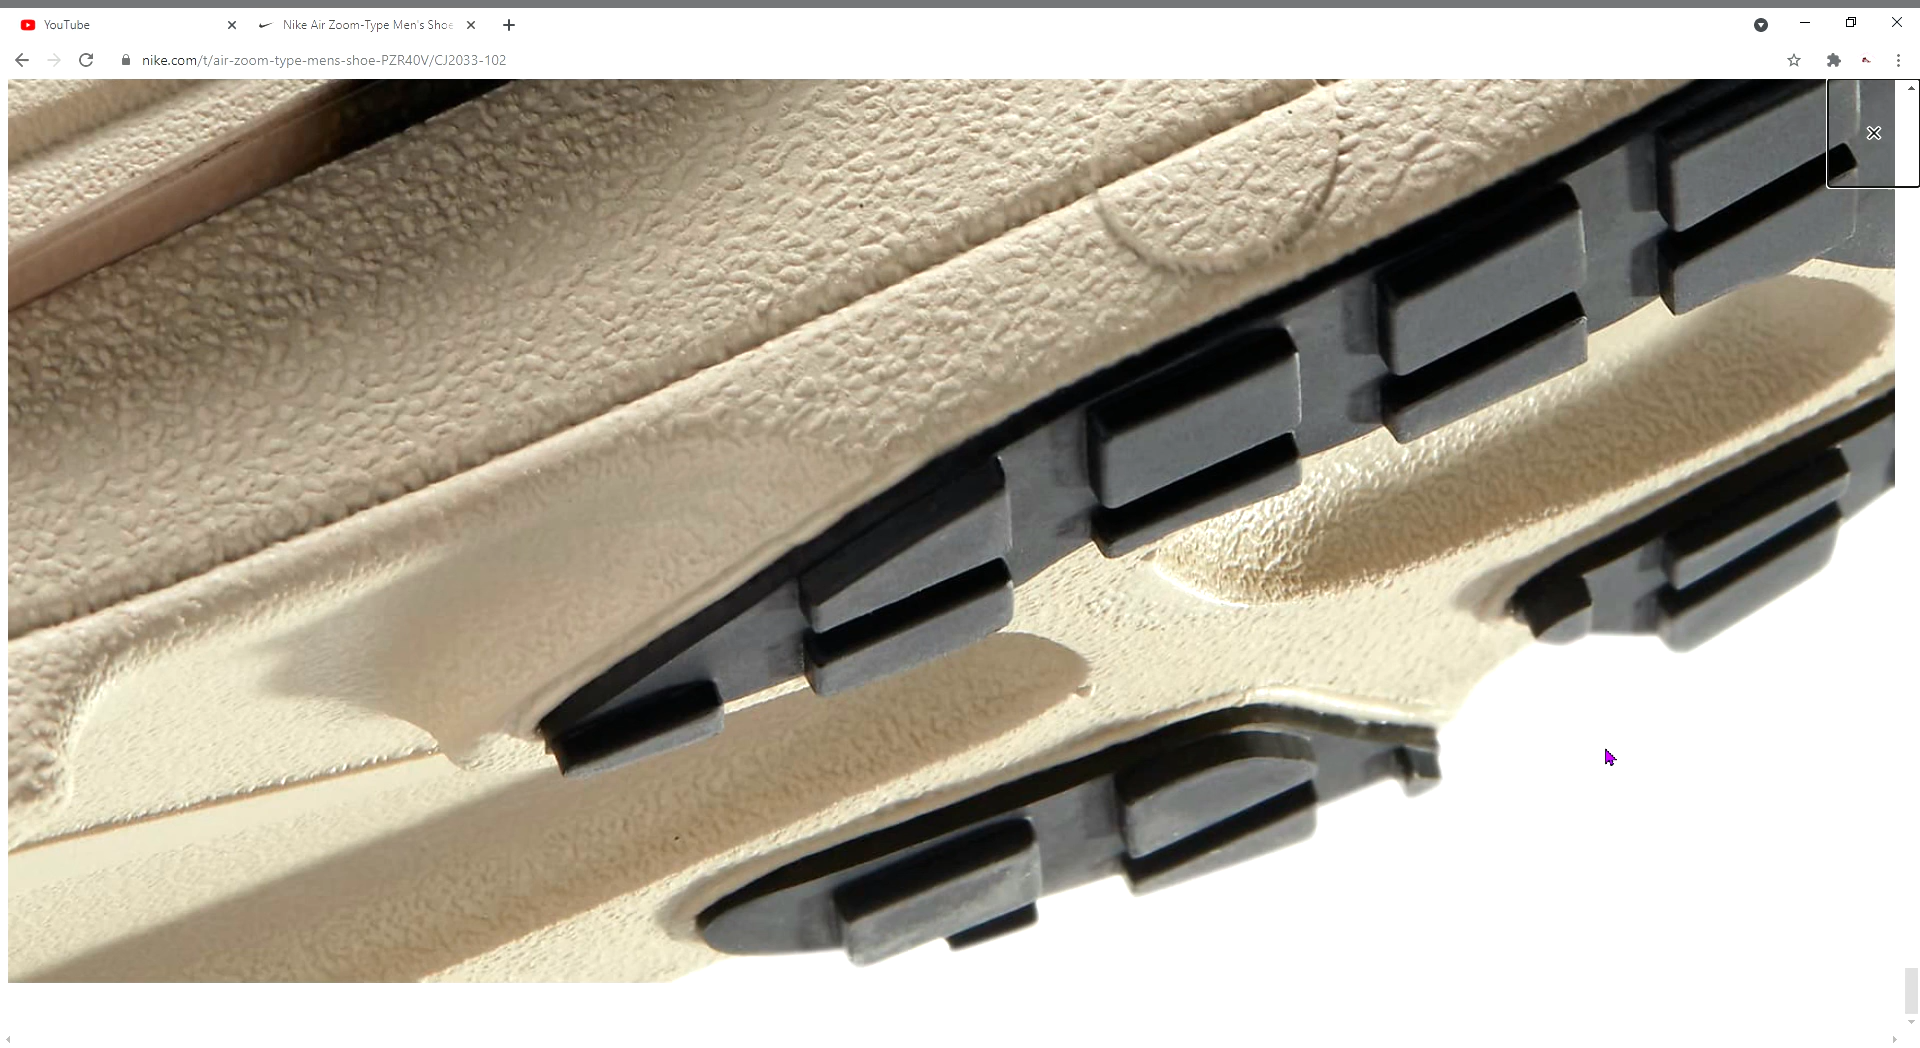 YouTube
Nike Air Zoom-Type Men's Shoe
nike.com/t/air-zoom-type-mens-shoe-PZR40V/CJ2033-102